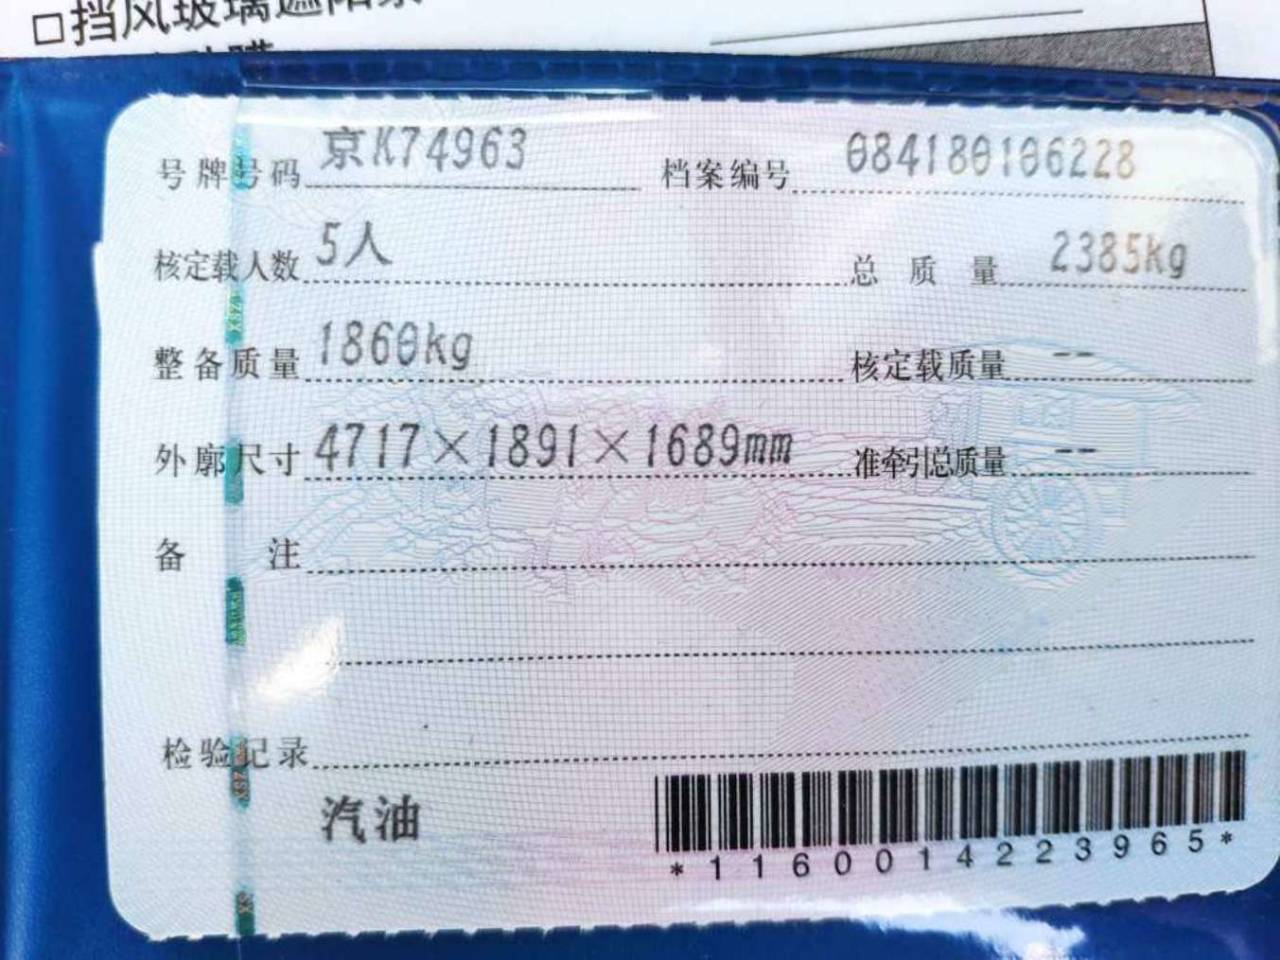 □挡风玻璃遮阳
号牌号码 京K74963 档案编号 084180106228
核定载人数 5人 总质量 2385kg
整备质量 1860kg 核定载质量 --
外廓尺寸 4717×1891×1689mm 准牵引总质量 --
备注
检验记录
汽油
*1160014223965*